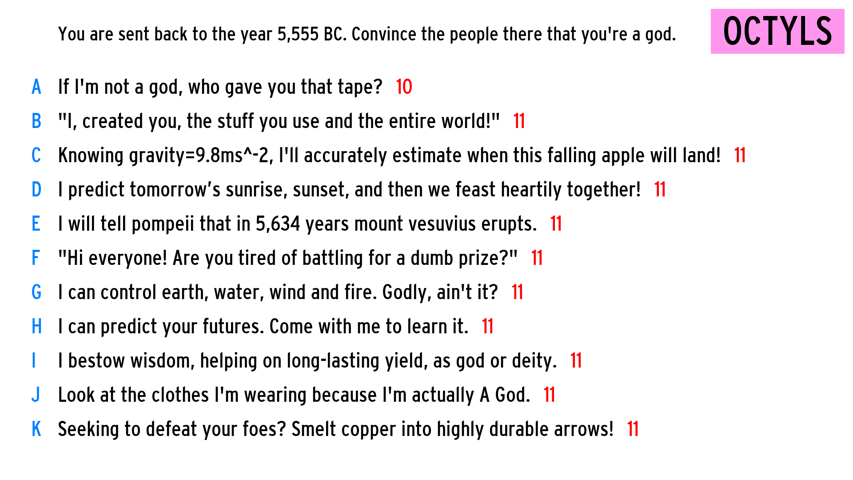 You are sent back to the year 5,555 BC. Convince the people there that you're a god.
OCTYLS
A If I'm not a god, who gave you that tape? 10
B "I, created you, the stuff you use and the entire world!" 11
C Knowing gravity=9.8ms^-2, I'll accurately estimate when this falling apple will land! 11
D I predict tomorrow’s sunrise, sunset, and then we feast heartily together! 11
E I will tell pompeii that in 5,634 years mount vesuvius erupts. 11
F "Hi everyone! Are you tired of battling for a dumb prize?" 11
G I can control earth, water, wind and fire. Godly, ain't it? 11
H I can predict your futures. Come with me to learn it. 11
I I bestow wisdom, helping on long-lasting yield, as god or deity. 11
J Look at the clothes I'm wearing because I'm actually A God. 11
K Seeking to defeat your foes? Smelt copper into highly durable arrows! 11